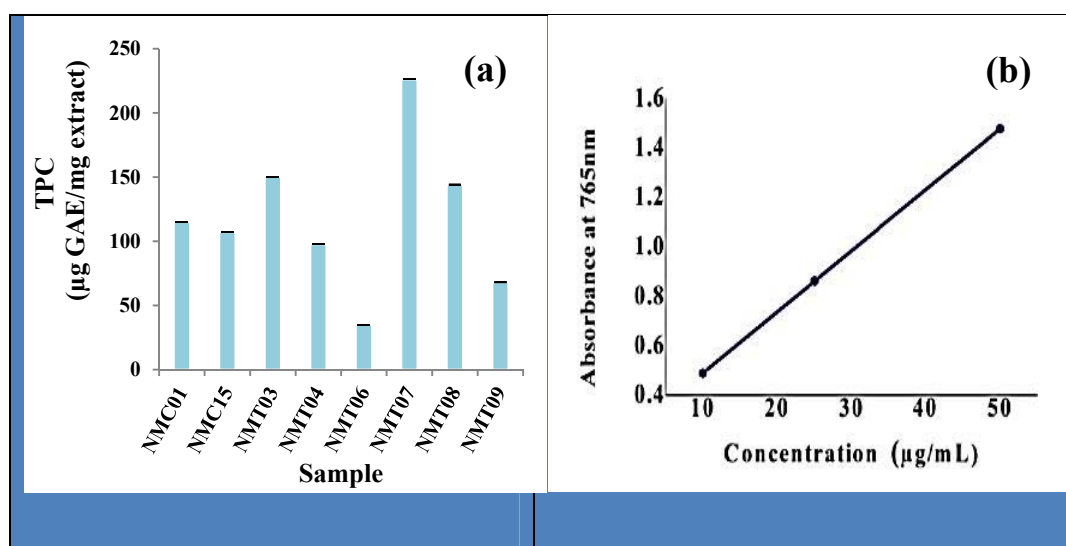 (a)
250
200
150
100
50
0
TPC
(µg GAE/mg extract)
NMC01
NMC15
NMT03
NMT04
NMT06
NMT07
NMT08
NMT09
Sample
(b)
1.6
1.4
1.2
1.0
0.8
0.6
0.4
Absorbance at 765nm
10 20 30 40 50
Concentration (µg/mL)